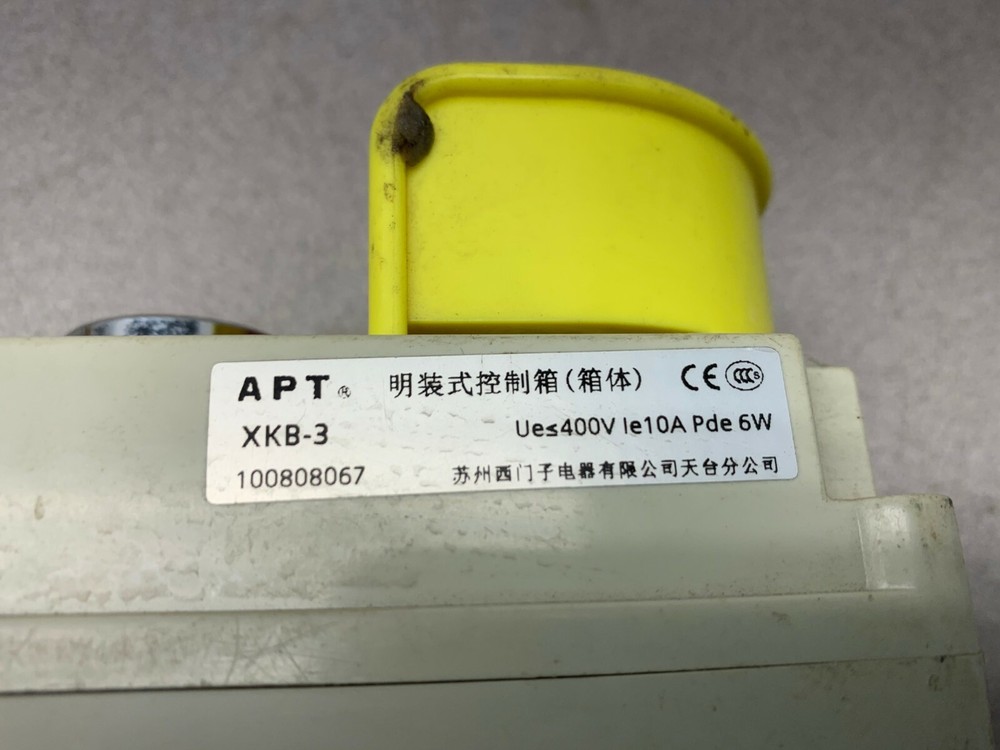 APT® 明装式控制箱(箱体) CE CCC S
XKB-3 Ue≤400V Ie10A Pde 6W
100808067 苏州西门子电器有限公司天台分公司